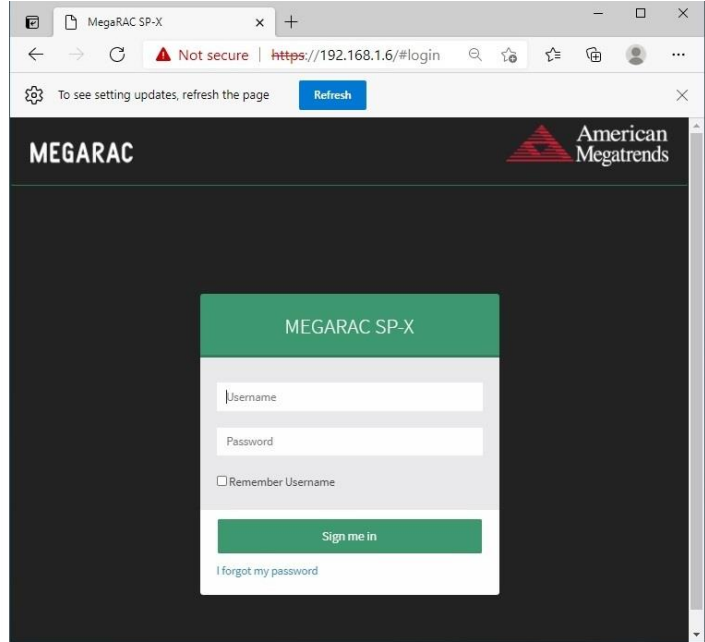 MegaRAC SP-X
Not secure | https://192.168.1.6/#login
To see setting updates, refresh the page Refresh
MEGARAC
American
Megatrends
MEGARAC SP-X
Username
Password
Remember Username
Sign me in
I forgot my password